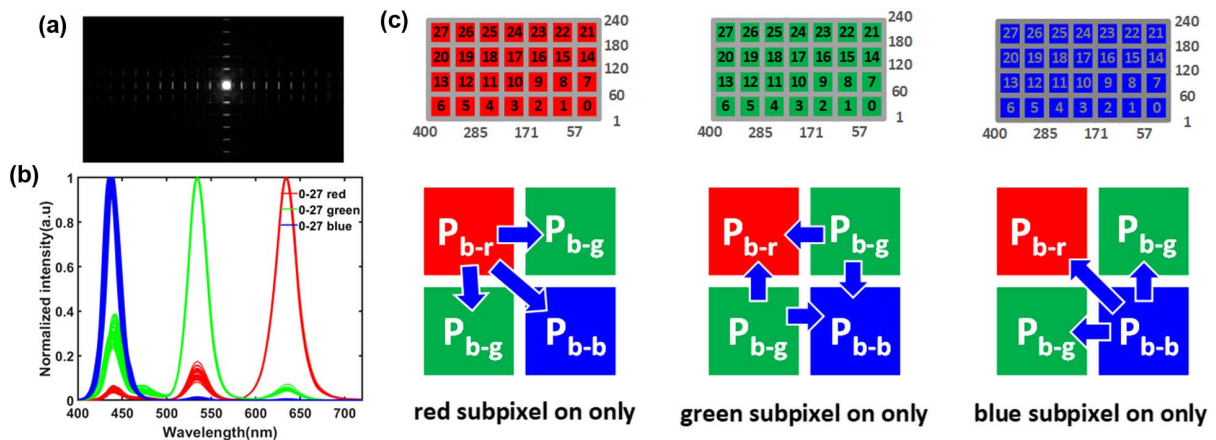 (a)
(b)
Normalized intensity(a.u)
1
0.8
0.6
0.4
0.2
0
400 450 500 550 600 650 700
Wavelength(nm)
0-27 red
0-27 green
0-27 blue
(c)
27 26 25 24 23 22 21
20 19 18 17 16 15 14
13 12 11 10 9 8 7
6 5 4 3 2 1 0
240
180
120
60
1
400 285 171 57
27 26 25 24 23 22 21
20 19 18 17 16 15 14
13 12 11 10 9 8 7
6 5 4 3 2 1 0
240
180
120
60
1
400 285 171 57
27 26 25 24 23 22 21
20 19 18 17 16 15 14
13 12 11 10 9 8 7
6 5 4 3 2 1 0
240
180
120
60
1
400 285 171 57
Pb-r Pb-g
Pb-g Pb-b
red subpixel on only
Pb-r Pb-g
Pb-g Pb-b
green subpixel on only
Pb-r Pb-g
Pb-g Pb-b
blue subpixel on only